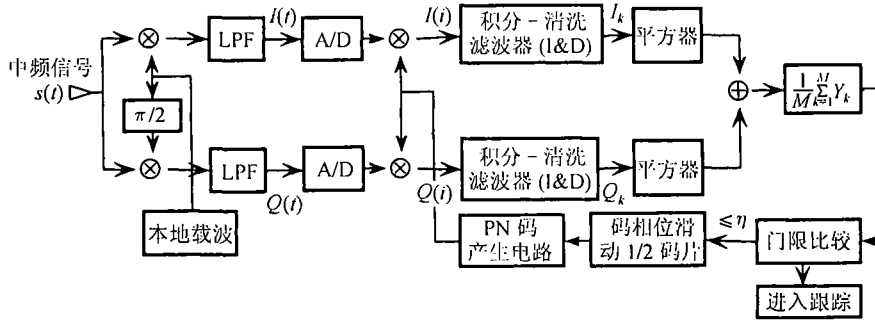 I(t)
I(i)
积分－清洗
滤波器 (I&D)
I_k
平方器
LPF
A/D
中频信号
s(t)
π/2
1/M Σ_{k=1}^{M} Y_k
LPF
A/D
积分－清洗
滤波器 (I&D)
平方器
Q(t)
Q(i)
Q_k
本地载波
PN 码
产生电路
码相位滑
动 1/2 码片
≤η
门限比较
进入跟踪